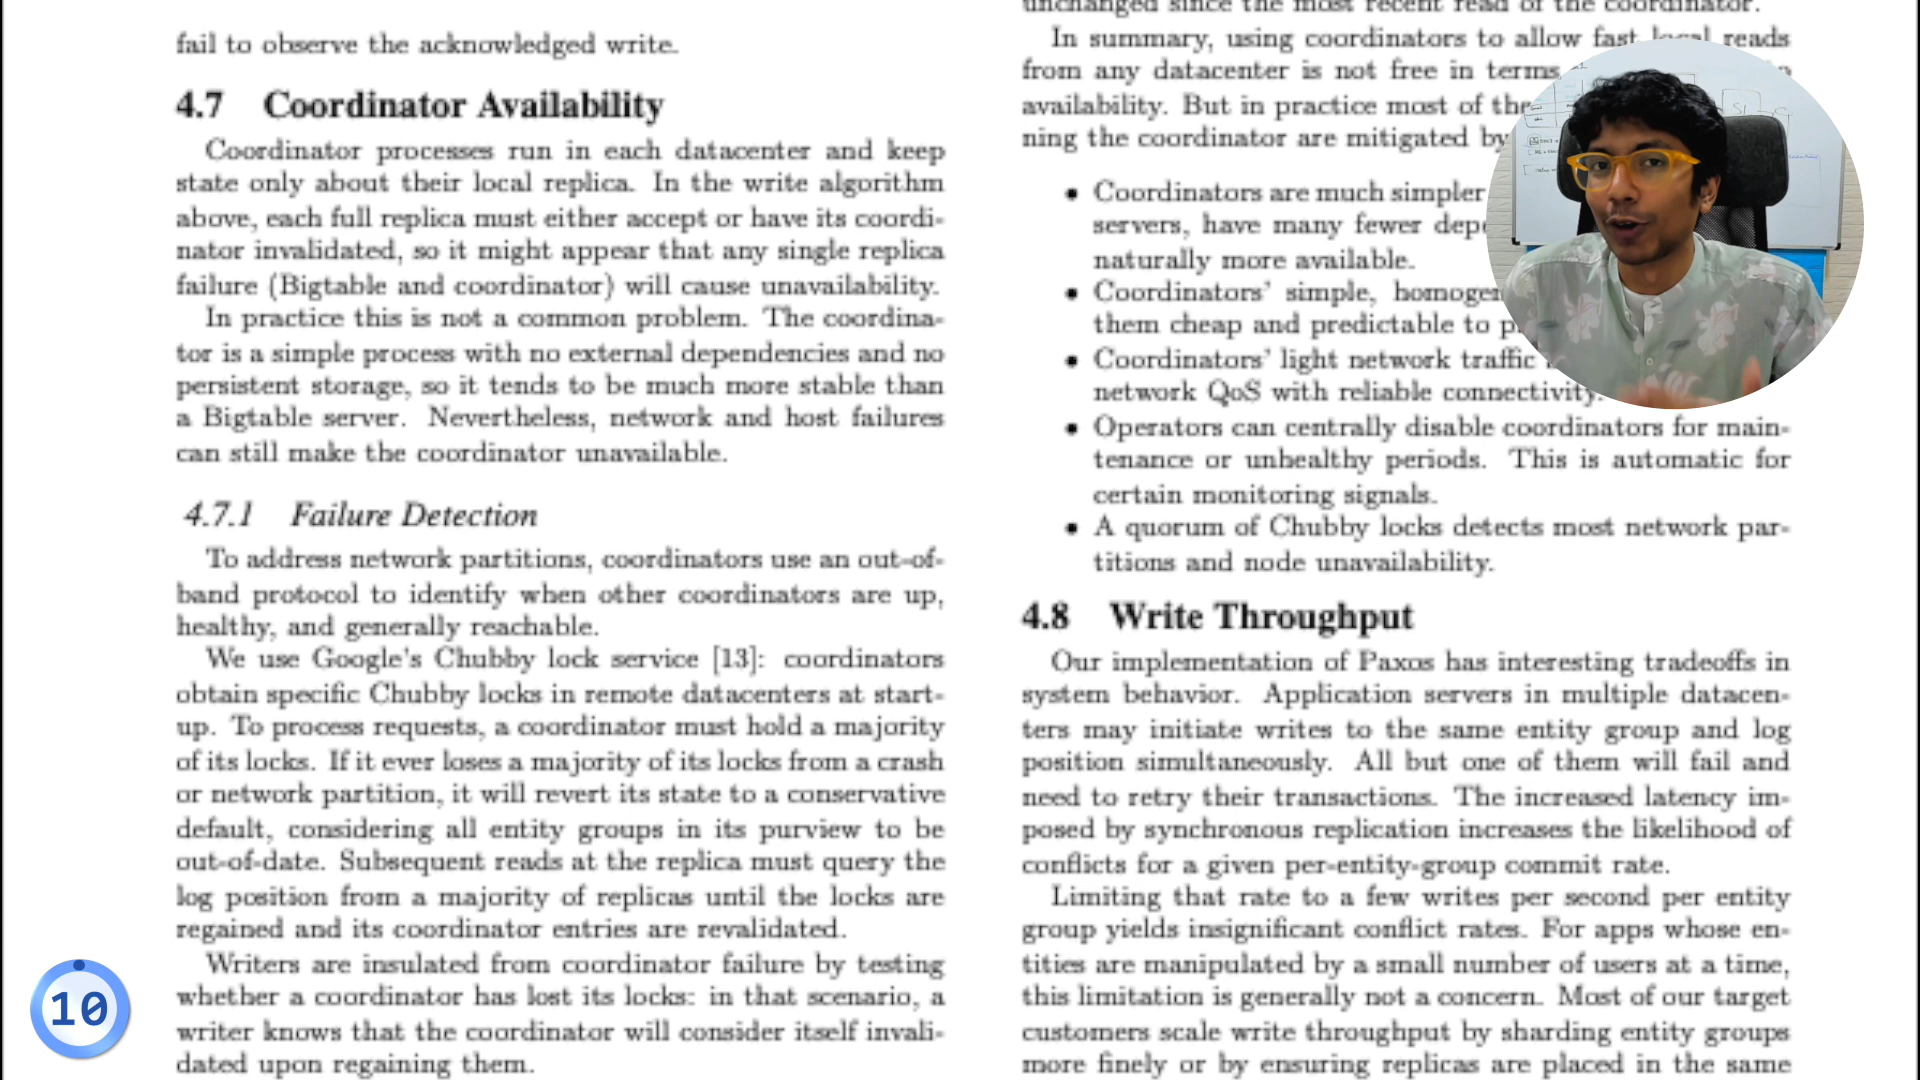 fail to observe the acknowledged write.
4.7 Coordinator Availability
Coordinator processes run in each datacenter and keep
state only about their local replica. In the write algorithm
above, each full replica must either accept or have its coordi-
nator invalidated, so it might appear that any single replica
failure (Bigtable and coordinator) will cause unavailability.
In practice this is not a common problem. The coordina-
tor is a simple process with no external dependencies and no
persistent storage, so it tends to be much more stable than
a Bigtable server. Nevertheless, network and host failures
can still make the coordinator unavailable.
4.7.1 Failure Detection
To address network partitions, coordinators use an out-of-
band protocol to identify when other coordinators are up,
healthy, and generally reachable.
We use Google's Chubby lock service [13]: coordinators
obtain specific Chubby locks in remote datacenters at start-
up. To process requests, a coordinator must hold a majority
of its locks. If it ever loses a majority of its locks from a crash
or network partition, it will revert its state to a conservative
default, considering all entity groups in its purview to be
out-of-date. Subsequent reads at the replica must query the
log position from a majority of replicas until the locks are
regained and its coordinator entries are revalidated.
Writers are insulated from coordinator failure by testing
whether a coordinator has lost its locks: in that scenario, a
writer knows that the coordinator will consider itself invali-
dated upon regaining them.
unchanged since the most recent read of the coordinator.
In summary, using coordinators to allow fast local reads
from any datacenter is not free in terms
availability. But in practice most of the
ning the coordinator are mitigated by
• Coordinators are much simpler
servers, have many fewer
naturally more available.
• Coordinators' simple,
them cheap and predictable to
• Coordinators' light network traffic
network QoS with reliable connectivity.
• Operators can centrally disable coordinators for main-
tenance or unhealthy periods. This is automatic for
certain monitoring signals.
• A quorum of Chubby locks detects most network par-
titions and node unavailability.
4.8 Write Throughput
Our implementation of Paxos has interesting tradeoffs in
system behavior. Application servers in multiple datacen-
ters may initiate writes to the same entity group and log
position simultaneously. All but one of them will fail and
need to retry their transactions. The increased latency im-
posed by synchronous replication increases the likelihood of
conflicts for a given per-entity-group commit rate.
Limiting that rate to a few writes per second per entity
group yields insignificant conflict rates. For apps whose en-
tities are manipulated by a small number of users at a time,
this limitation is generally not a concern. Most of our target
customers scale write throughput by sharding entity groups
more finely or by ensuring replicas are placed in the same
10